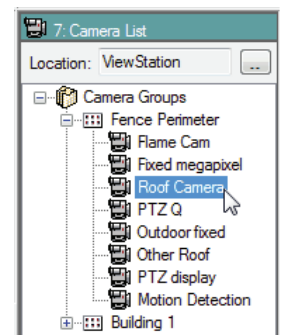 7: Camera List
Location: ViewStation ..
Camera Groups
Fence Perimeter
Flame Cam
Fixed megapixel
Roof Camera
PTZ Q
Outdoor fixed
Other Roof
PTZ display
Motion Detection
Building 1